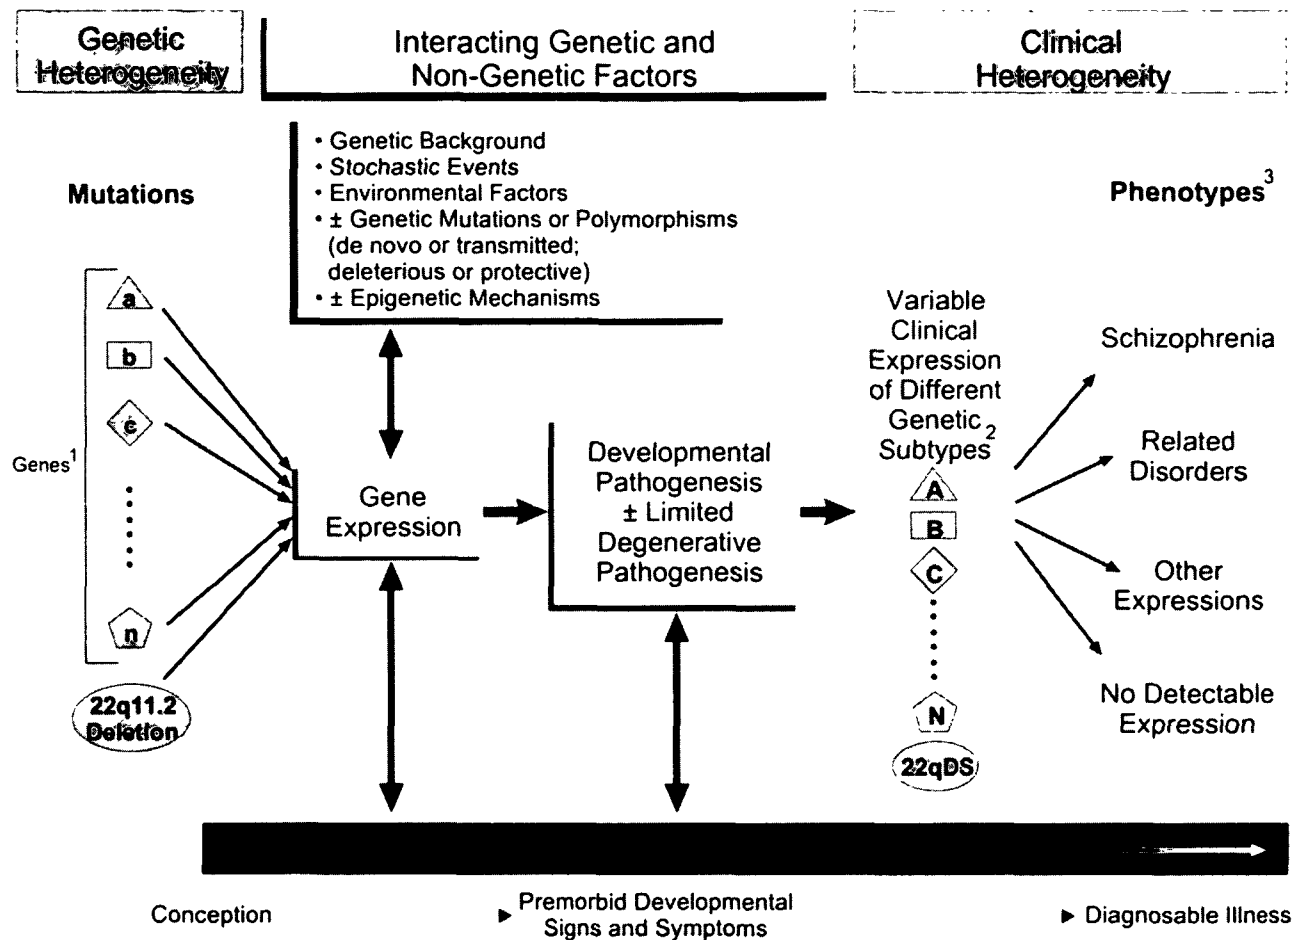 Genetic
Heterogeneity
Interacting Genetic and
Non-Genetic Factors
Clinical
Heterogeneity
• Genetic Background
• Stochastic Events
• Environmental Factors
• ± Genetic Mutations or Polymorphisms
(de novo or transmitted;
deleterious or protective)
• ± Epigenetic Mechanisms
Mutations
Phenotypes3
Genes1
a
b
c
n
22q11.2
Deletion
Gene
Expression
Developmental
Pathogenesis
± Limited
Degenerative
Pathogenesis
Variable
Clinical
Expression
of Different
Genetic
Subtypes2
A
B
C
N
22qDS
Schizophrenia
Related
Disorders
Other
Expressions
No Detectable
Expression
Conception
▸ Premorbid Developmental
Signs and Symptoms
▸ Diagnosable Illness